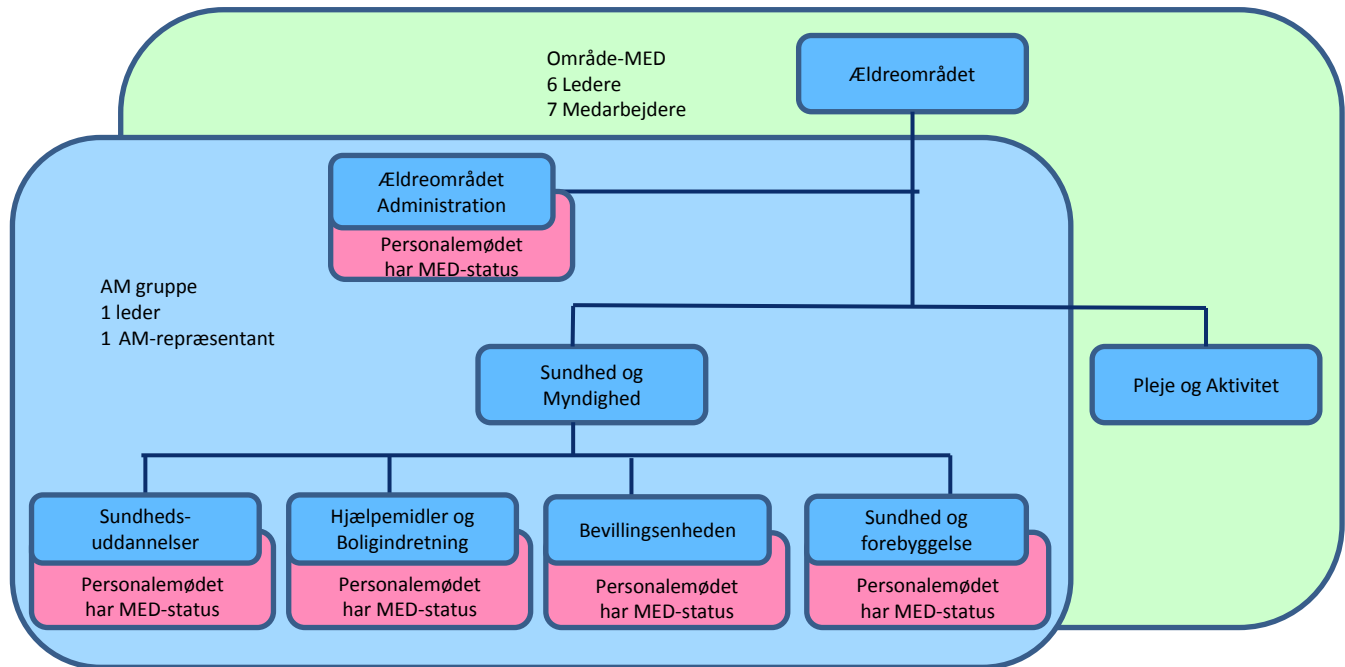 Område-MED
6 Ledere
7 Medarbejdere
Ældreområdet
Ældreområdet
Administration
Personalemødet
har MED-status
AM gruppe
1 leder
1 AM-repræsentant
Sundhed og
Myndighed
Pleje og Aktivitet
Sundheds-
uddannelser
Personalemødet
har MED-status
Hjælpemidler og
Boligindretning
Personalemødet
har MED-status
Bevillingsenheden
Personalemødet
har MED-status
Sundhed og
forebyggelse
Personalemødet
har MED-status